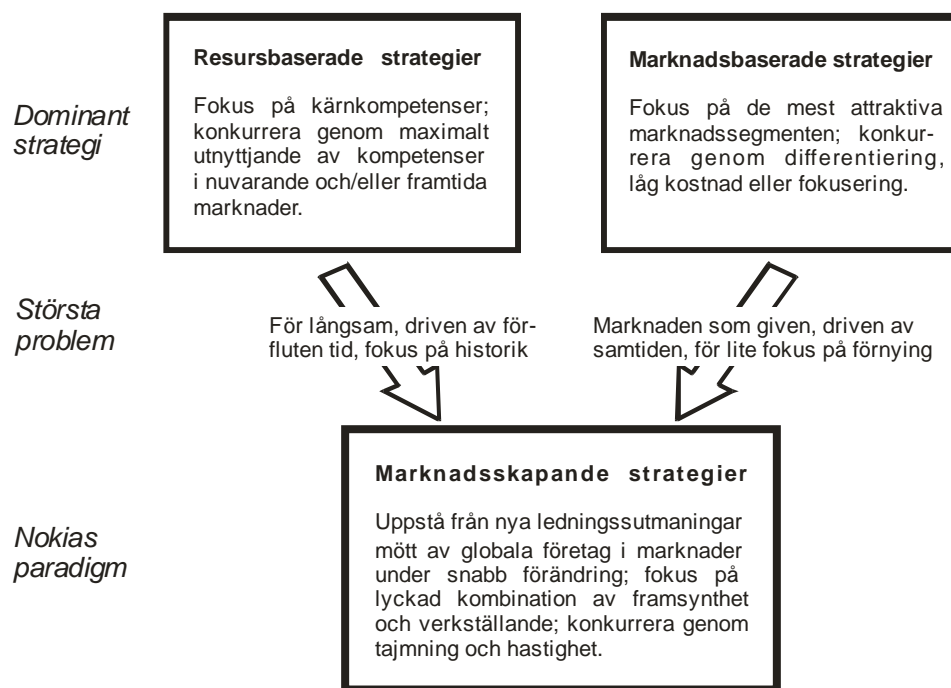 Dominant
strategi
Resursbaserade strategier
Fokus på kärnkompetenser;
konkurrera genom maximalt
utnyttjande av kompetenser
i nuvarande och/eller framtida
marknader.
Marknadsbaserade strategier
Fokus på de mest attraktiva
marknadssegmenten; konkur-
rera genom differentiering,
låg kostnad eller fokusering.
Största
problem
För långsam, driven av för-
fluten tid, fokus på historik
Marknaden som given, driven av
samtiden, för lite fokus på förnying
Nokias
paradigm
Marknadsskapande strategier
Uppstå från nya ledningssutmaningar
mött av globala företag i marknader
under snabb förändring; fokus på
lyckad kombination av framsynthet
och verkställande; konkurrera genom
tajmning och hastighet.